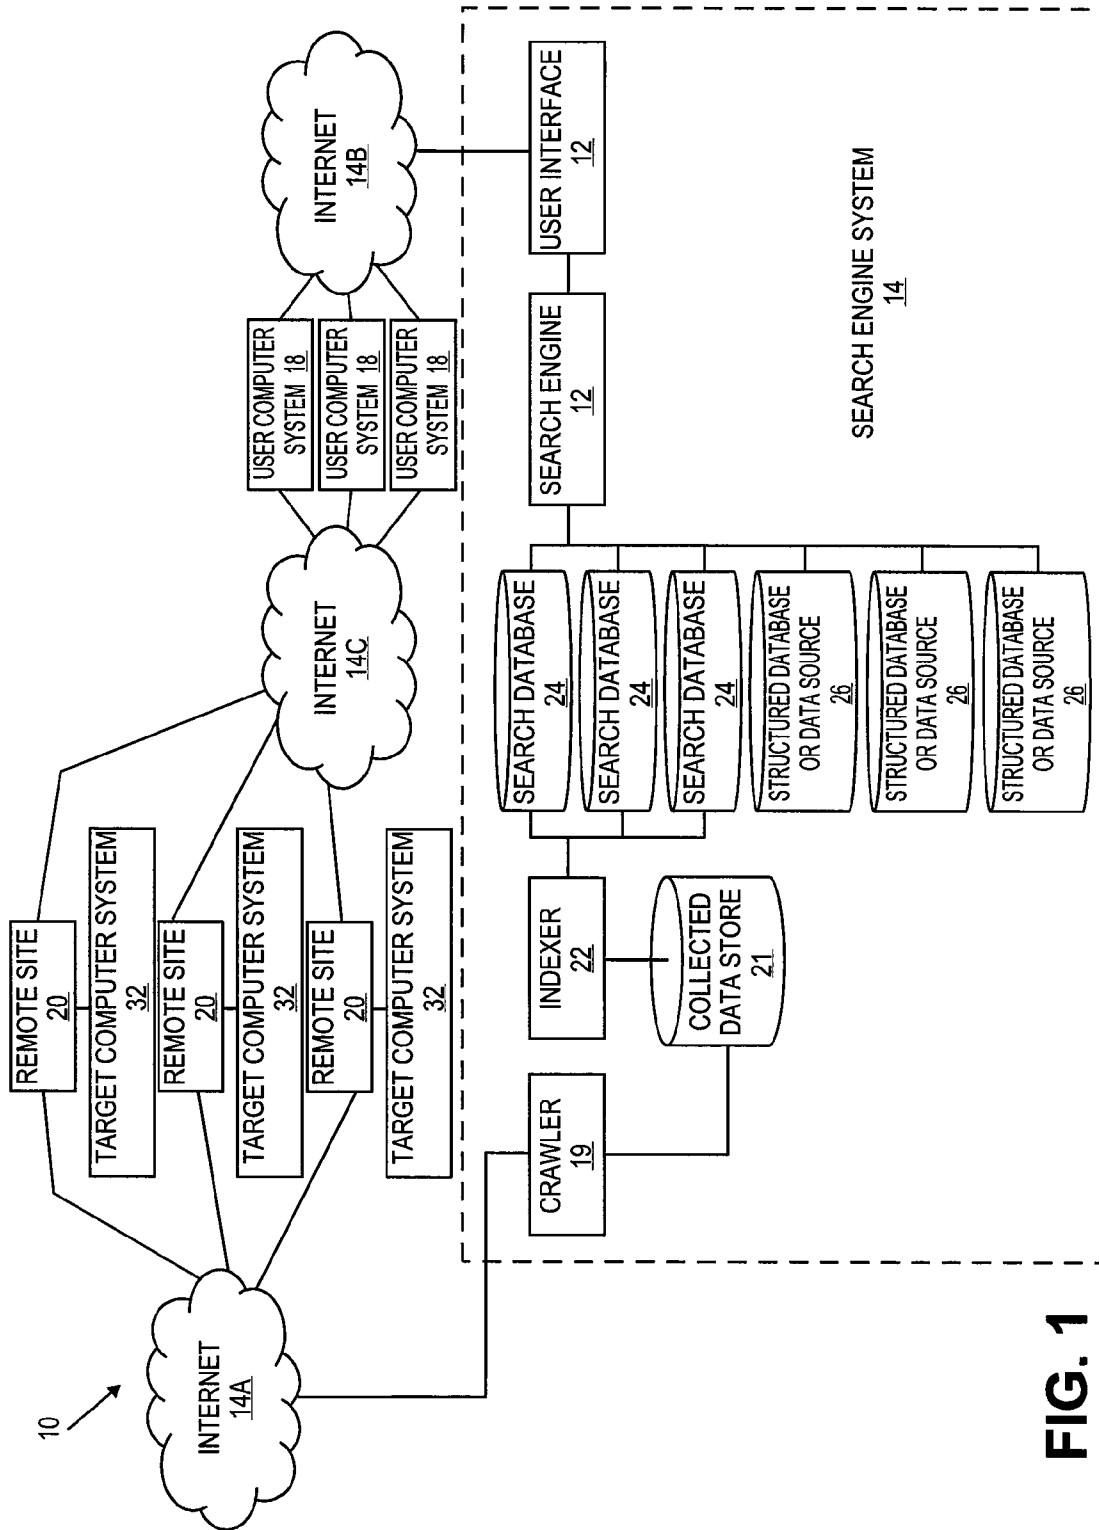 10
INTERNET
14A
REMOTE SITE
20
TARGET COMPUTER SYSTEM
32
REMOTE SITE
20
TARGET COMPUTER SYSTEM
32
REMOTE SITE
20
TARGET COMPUTER SYSTEM
32
INTERNET
14C
USER COMPUTER
SYSTEM 18
USER COMPUTER
SYSTEM 18
USER COMPUTER
SYSTEM 18
INTERNET
14B
CRAWLER
19
INDEXER
22
COLLECTED
DATA STORE
21
SEARCH DATABASE
24
SEARCH DATABASE
24
SEARCH DATABASE
24
STRUCTURED DATABASE
OR DATA SOURCE
26
STRUCTURED DATABASE
OR DATA SOURCE
26
STRUCTURED DATABASE
OR DATA SOURCE
26
SEARCH ENGINE
12
USER INTERFACE
12
SEARCH ENGINE SYSTEM
14
FIG. 1